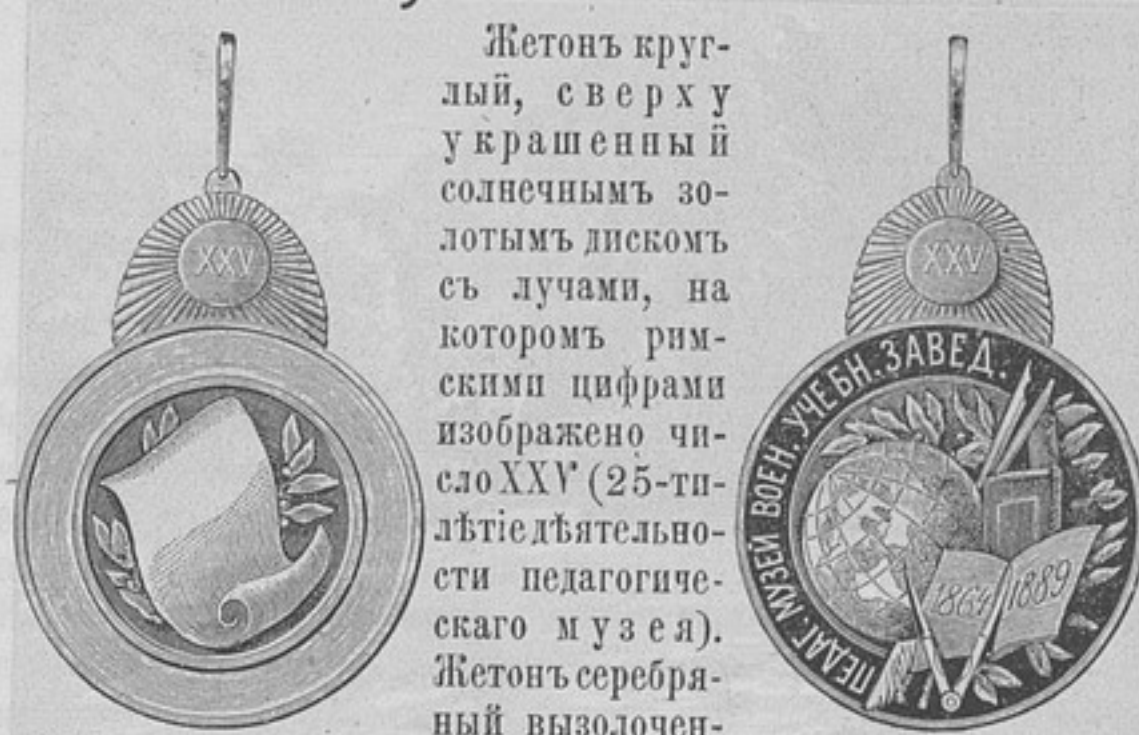 XXV
Жетонъ круг-
лый, сверху
украшенный
солнечнымъ зо-
лотымъ дискомъ
съ лучами, на
которомъ рим-
скими цифрами
изображено чи-
сло XXV (25-ти-
лѣтіе дѣятельно-
сти педагогиче-
скаго музея).
Жетонъ серебря-
ный вызолочен-
XXV
ПЕДАГ. МУЗЕЙ ВОЕН. УЧЕБН. ЗАВЕД.
1864 1889